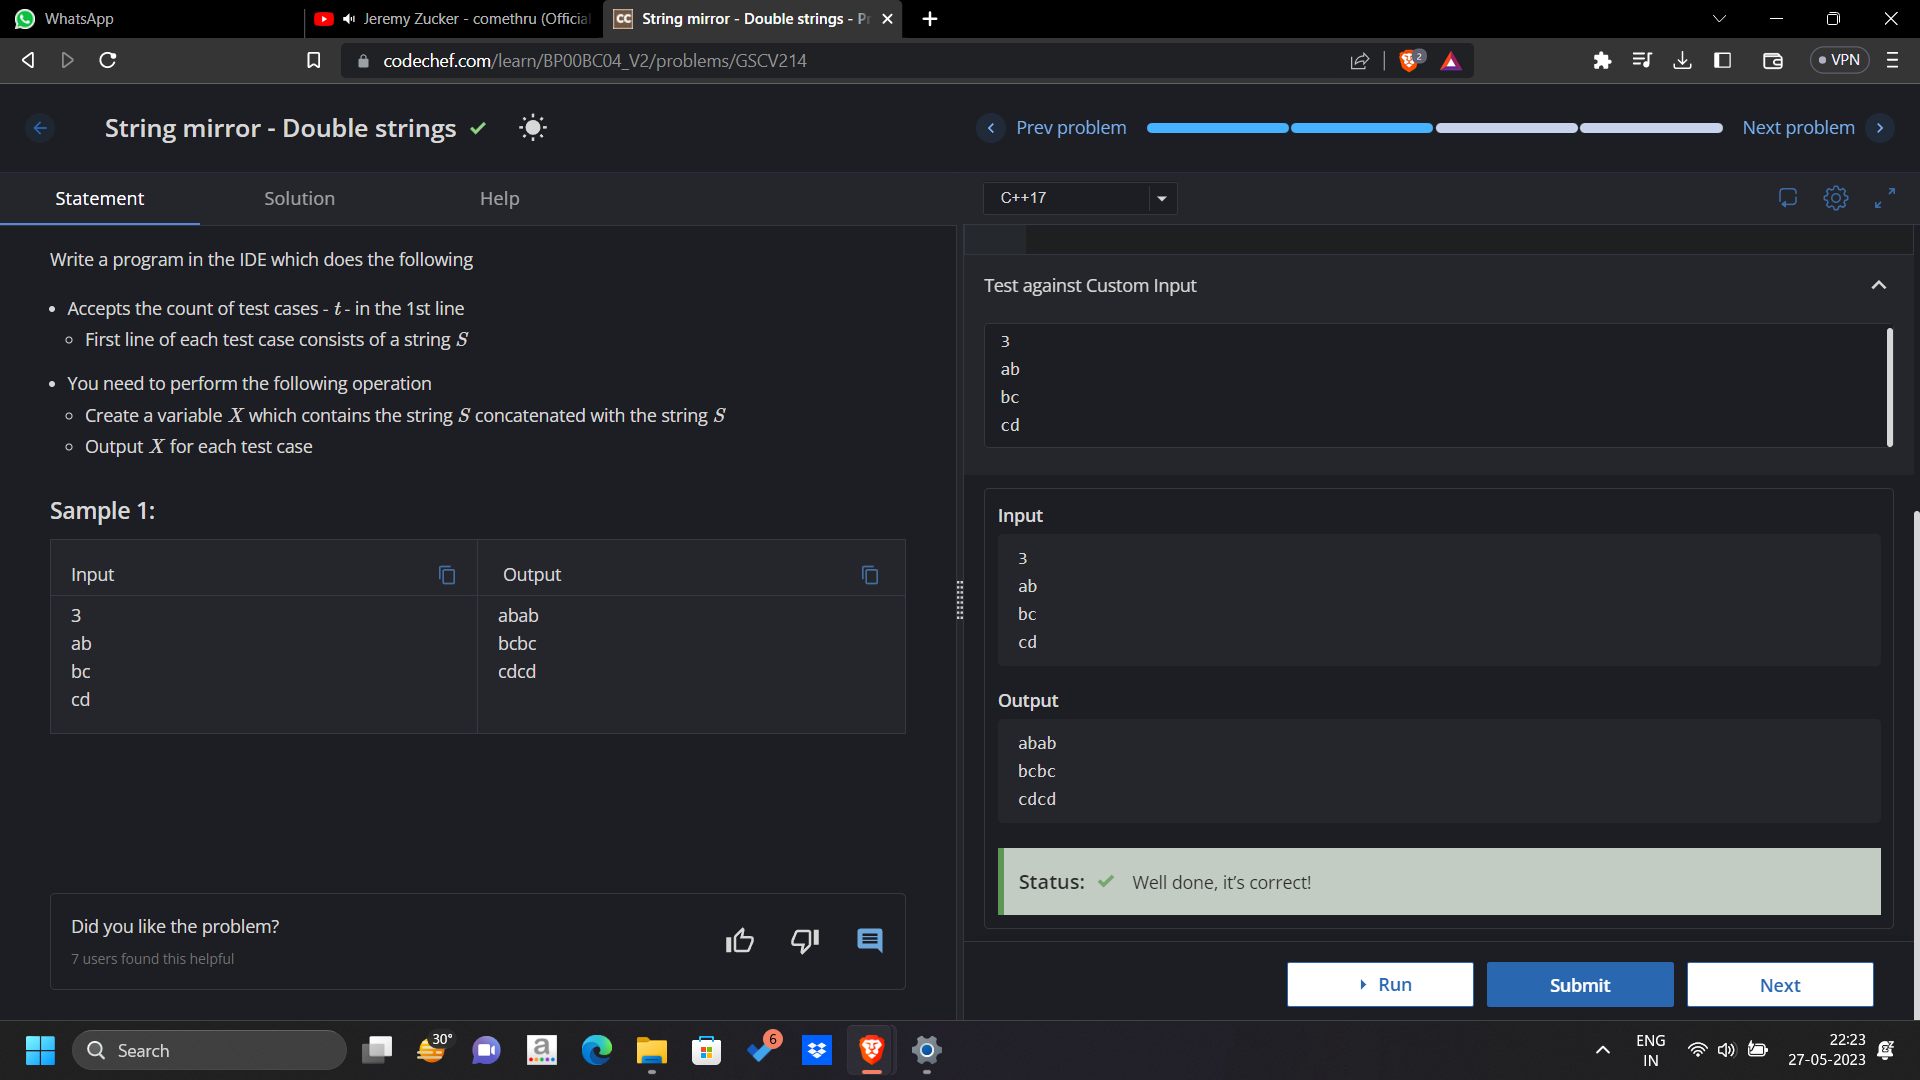 WhatsApp
Jeremy Zucker - comethru (Official
String mirror - Double strings - Pr
codechef.com/learn/BP00BC04_V2/problems/GSCV214
2
VPN
String mirror - Double strings
Prev problem
Next problem
Statement
Solution
Help
C++17
Write a program in the IDE which does the following
Accepts the count of test cases - t - in the 1st line
First line of each test case consists of a string S
You need to perform the following operation
Create a variable X which contains the string S concatenated with the string S
Output X for each test case
Sample 1:
Input
Output
3
ab
bc
cd
abab
bcbc
cdcd
Did you like the problem?
7 users found this helpful
Test against Custom Input
3
ab
bc
cd
Input
3
ab
bc
cd
Output
abab
bcbc
cdcd
Status: Well done, it's correct!
Run
Submit
Next
Search
30°
a
6
ENG
IN
22:23
27-05-2023